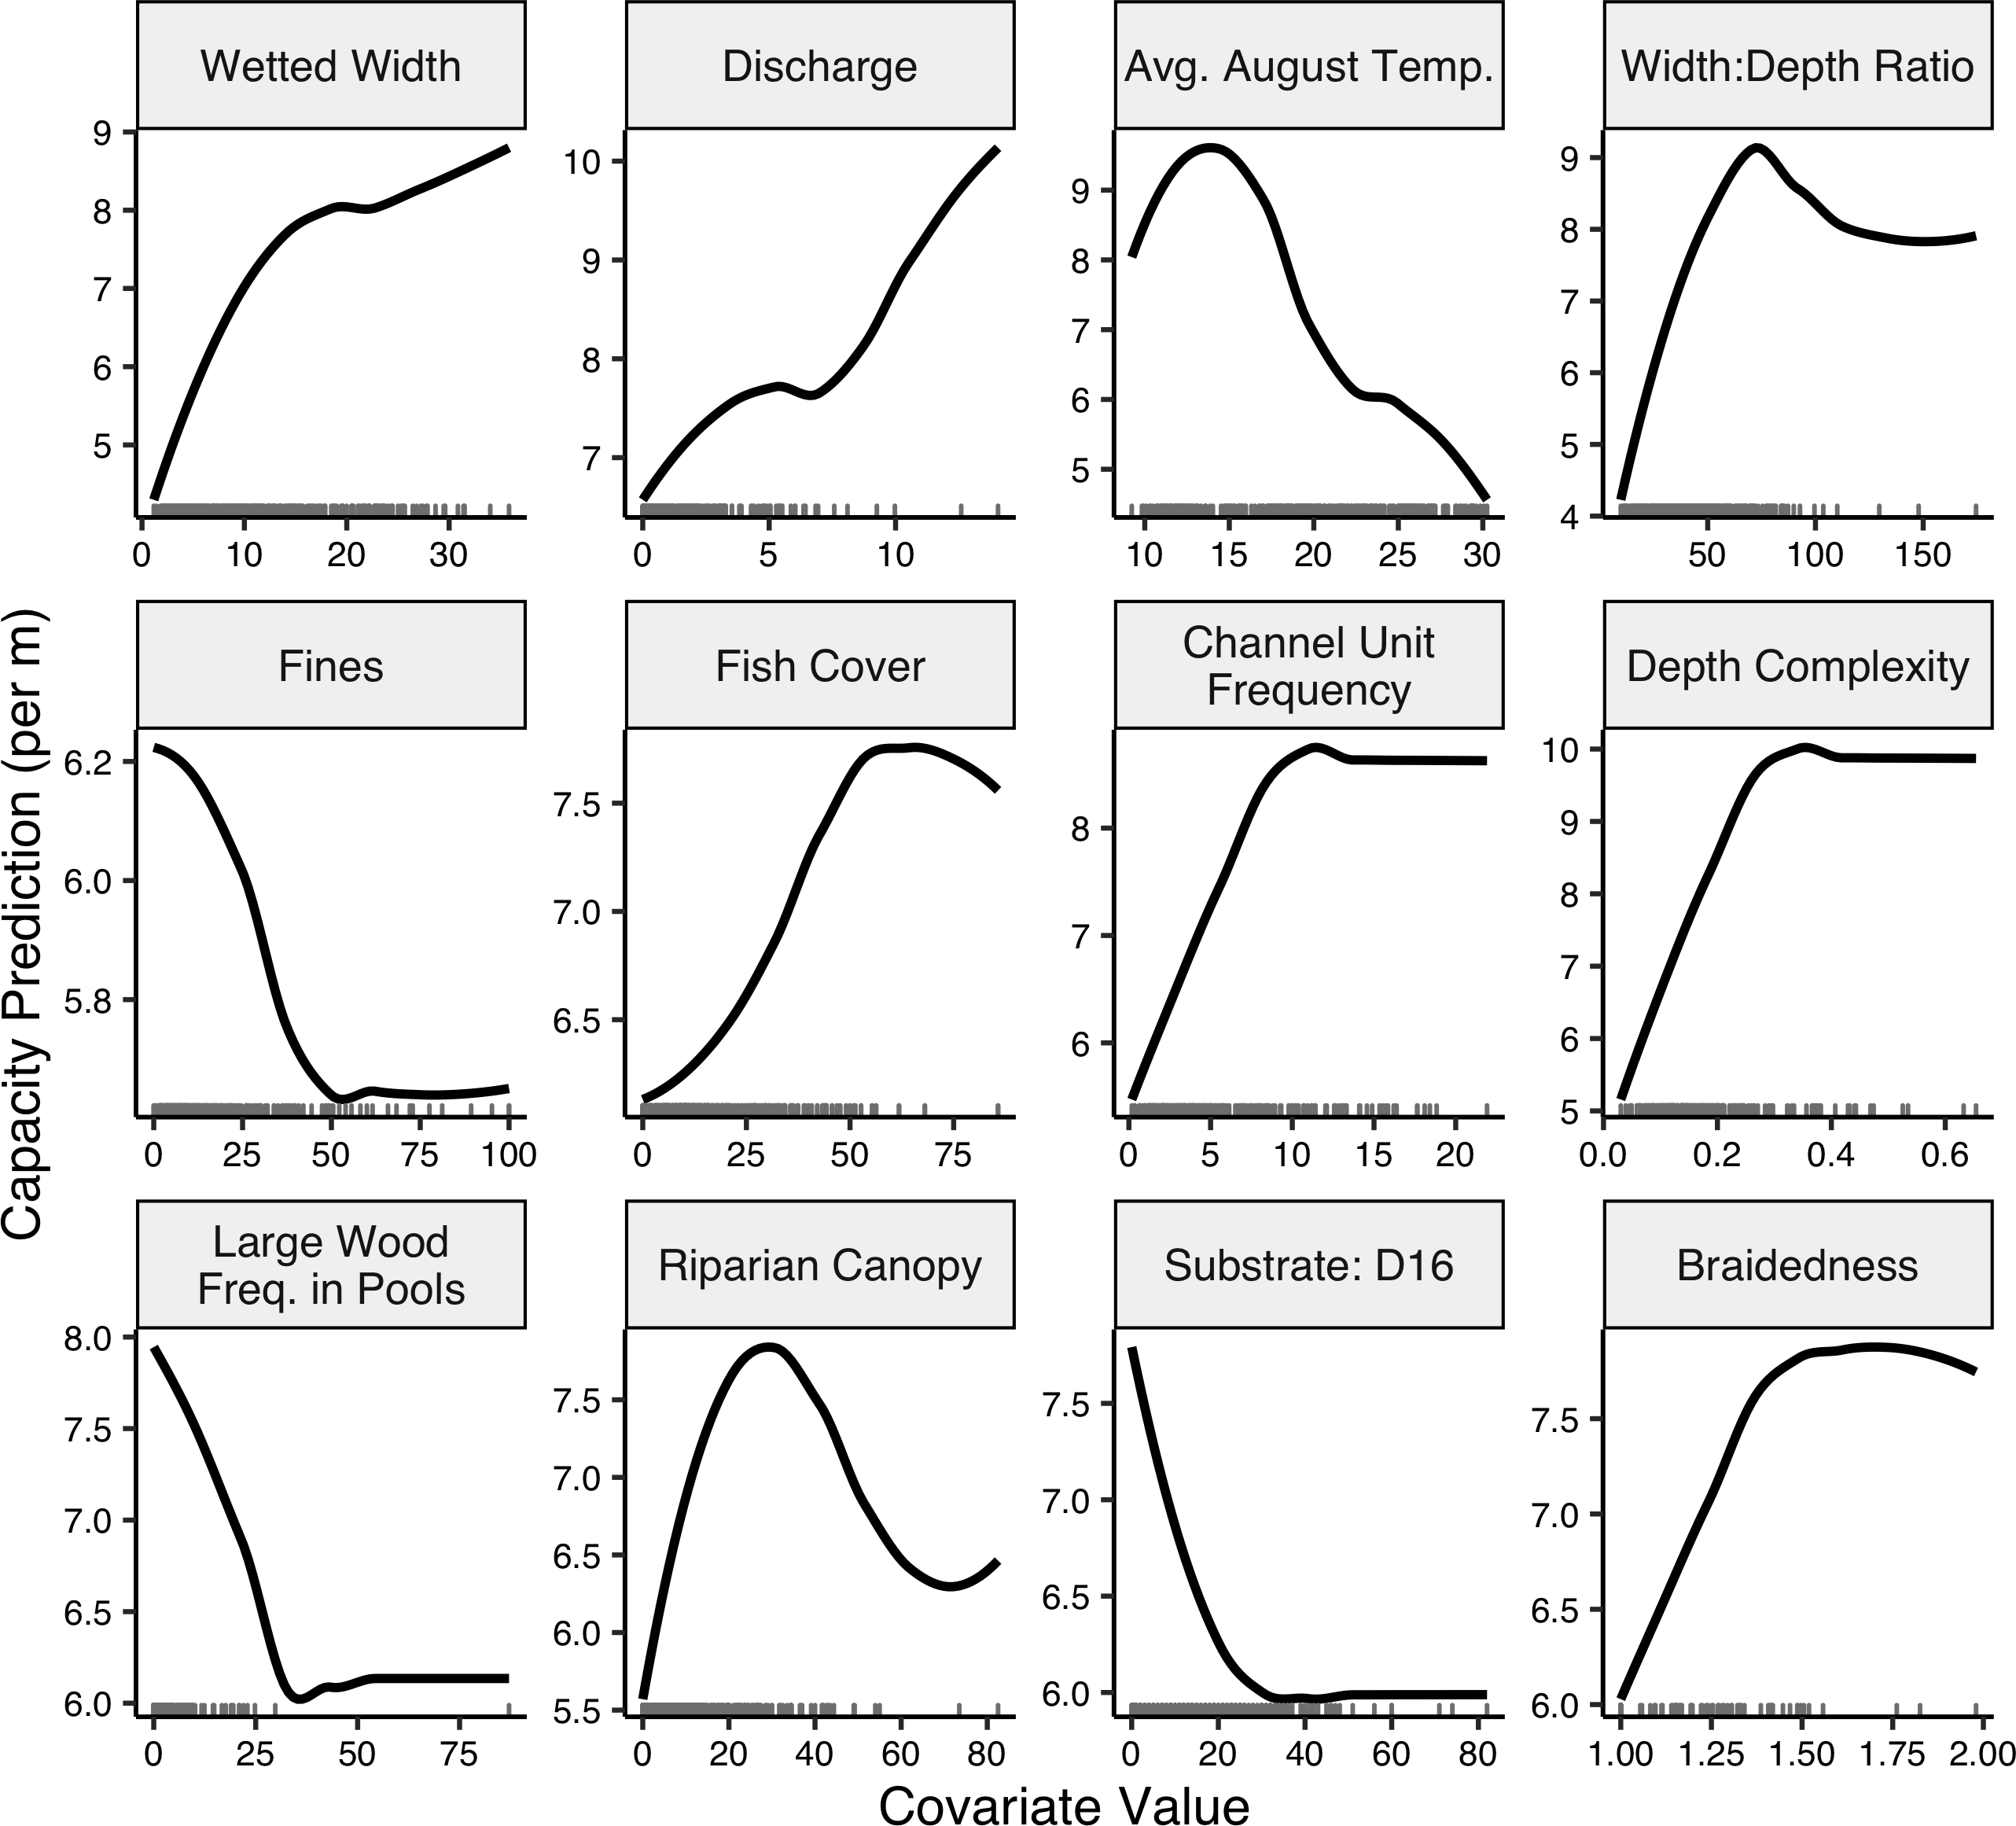 Capacity Prediction (per m)
Wetted Width
9
8
7
6
5
0 10 20 30
Discharge
10
9
8
7
0 5 10
Avg. August Temp.
9
8
7
6
5
10 15 20 25 30
Width:Depth Ratio
9
8
7
6
5
4
50 100 150
Fines
6.2
6.0
5.8
0 25 50 75 100
Fish Cover
7.5
7.0
6.5
0 25 50 75
Channel Unit
Frequency
8
7
6
0 5 10 15 20
Depth Complexity
10
9
8
7
6
5
0.0 0.2 0.4 0.6
Large Wood
Freq. in Pools
8.0
7.5
7.0
6.5
6.0
0 25 50 75
Riparian Canopy
7.5
7.0
6.5
6.0
5.5
0 20 40 60 80
Substrate: D16
7.5
7.0
6.5
6.0
0 20 40 60 80
Braidedness
7.5
7.0
6.5
6.0
1.00 1.25 1.50 1.75 2.00
Covariate Value